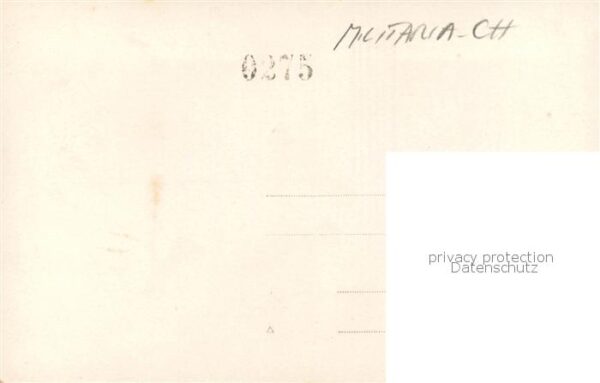 MILITARIA-CH
0275
privacy protection
Datenschutz